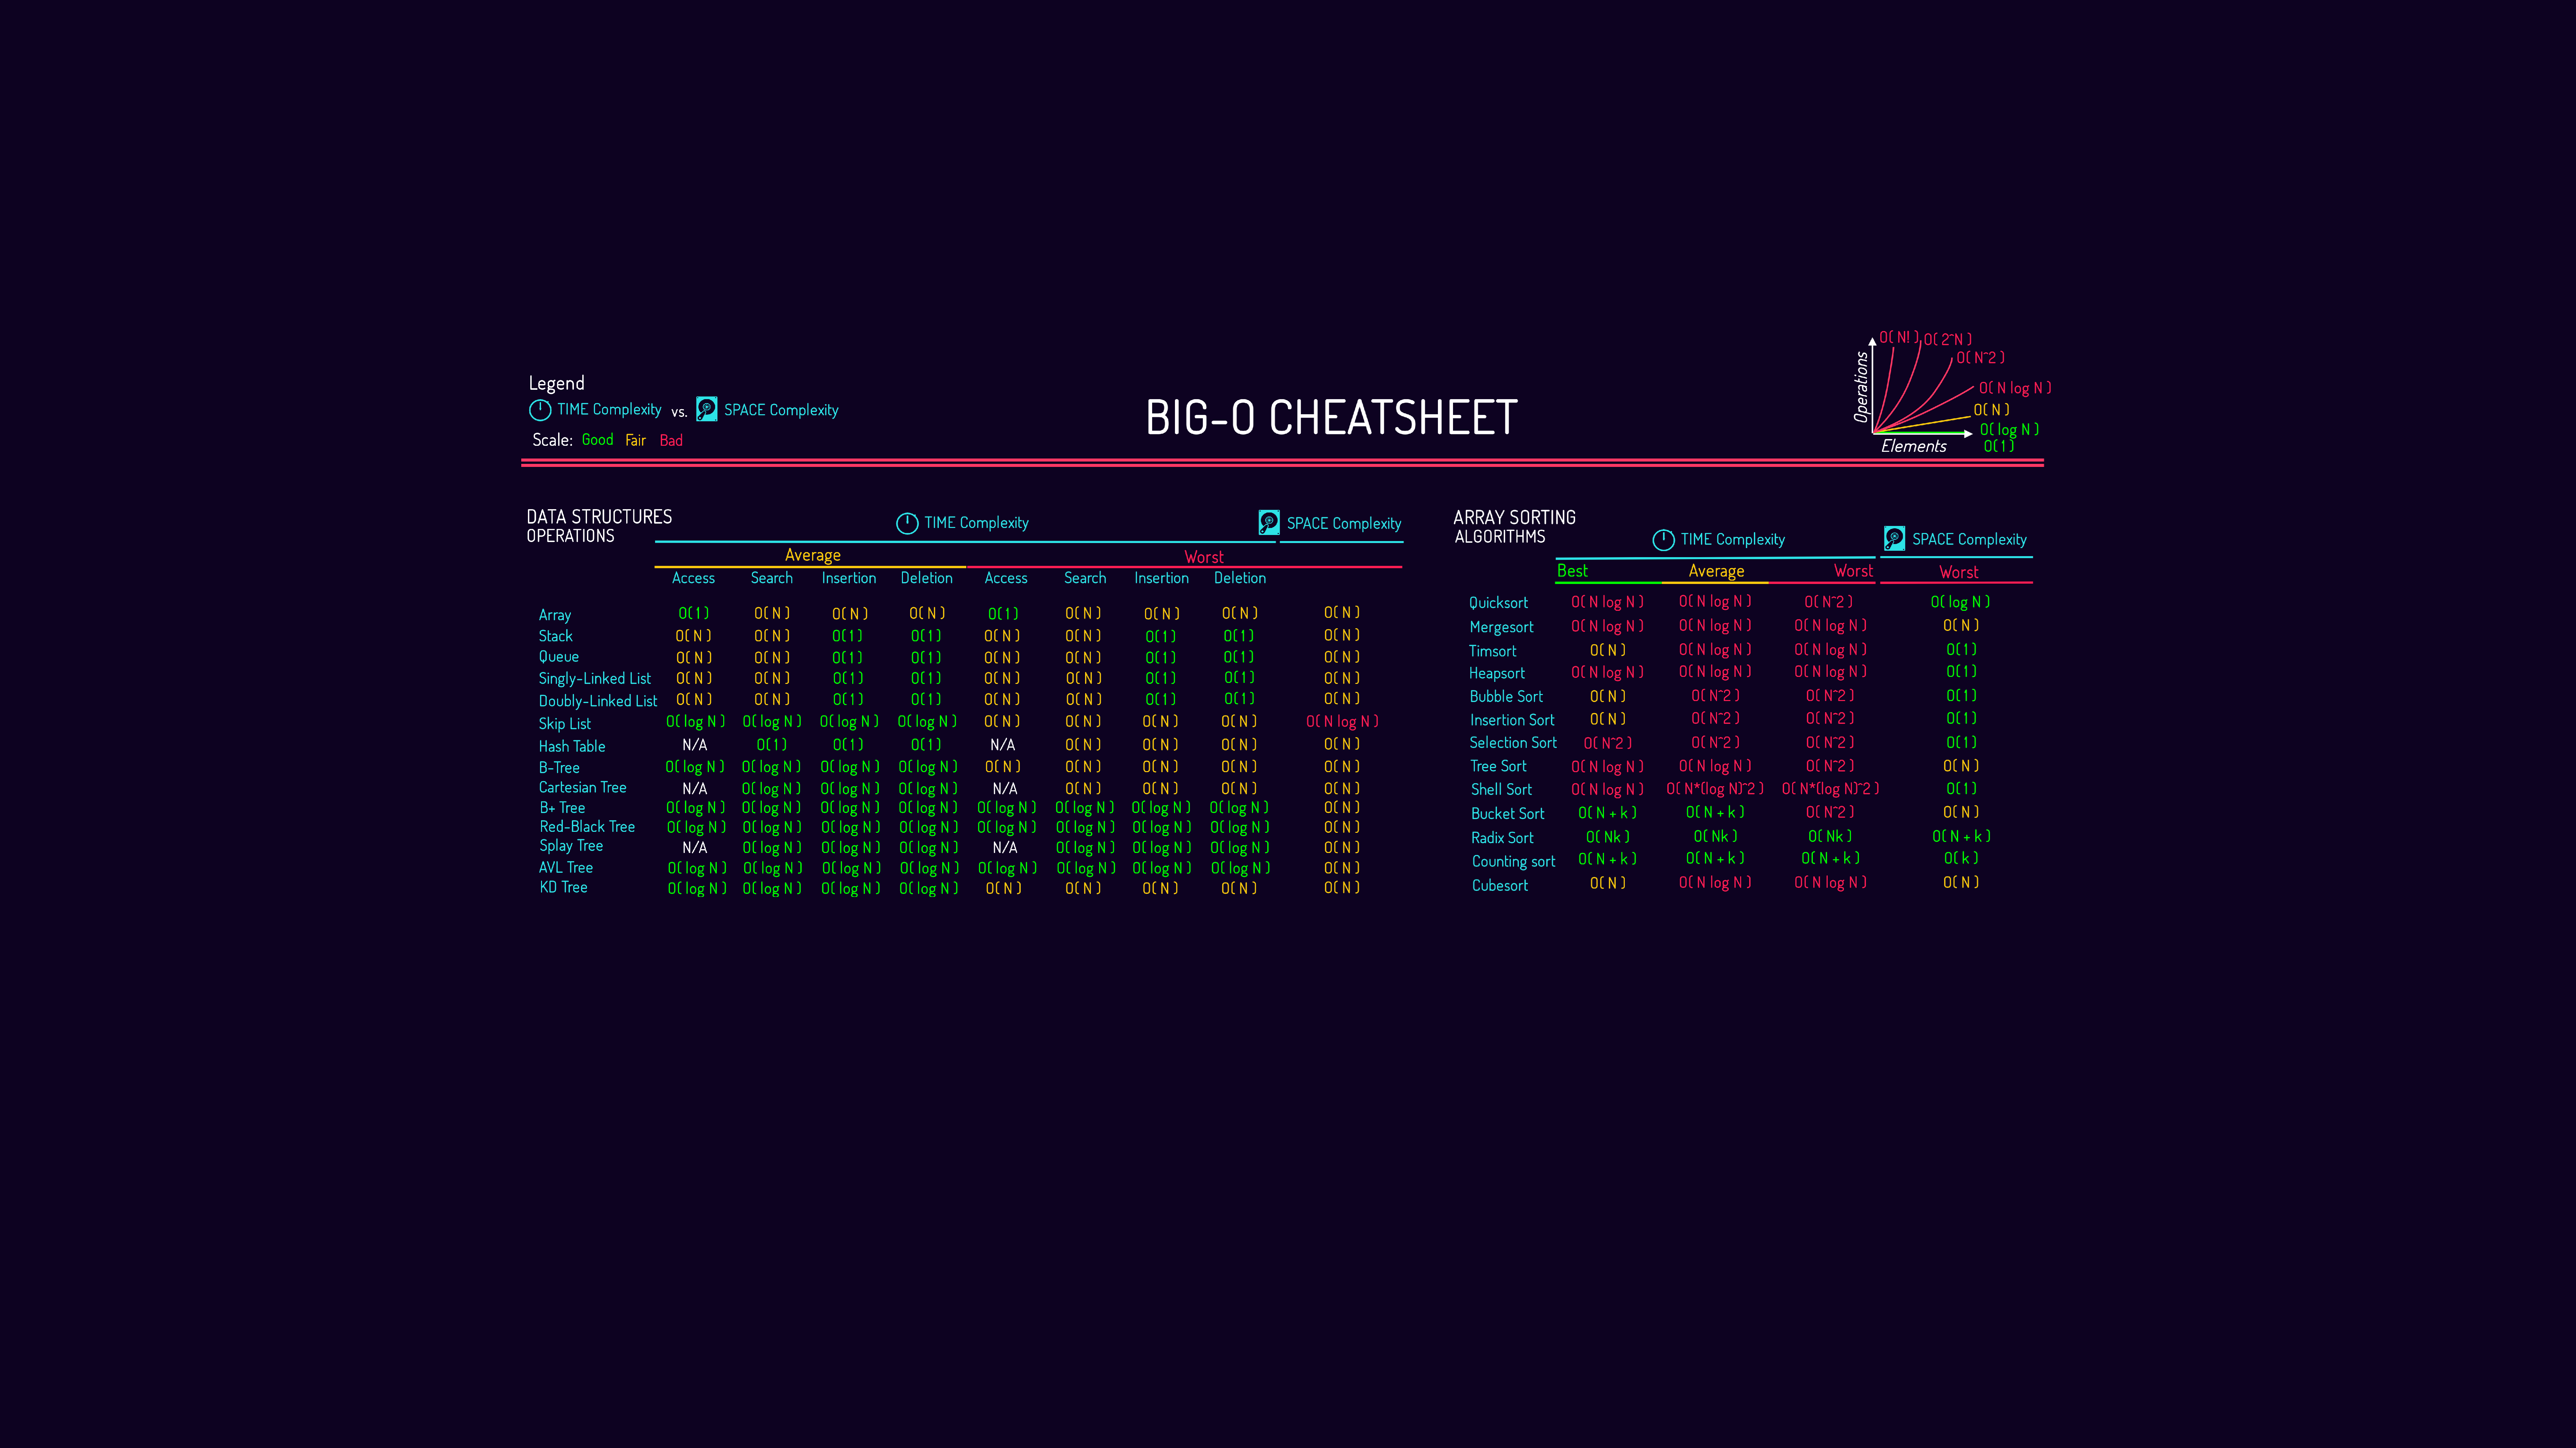 O( N! ) O( 2^N )
O( N^2 )
O( N log N )
O( N )
O( log N )
O( 1 )
Operations
Elements
Legend
TIME Complexity vs. SPACE Complexity
Scale: Good Fair Bad
BIG-O CHEATSHEET
DATA STRUCTURES
OPERATIONS
TIME Complexity SPACE Complexity
Average Worst
Access Search Insertion Deletion Access Search Insertion Deletion
Array O( 1 ) O( N ) O( N ) O( N ) O( 1 ) O( N ) O( N ) O( N ) O( N )
Stack O( N ) O( N ) O( 1 ) O( 1 ) O( N ) O( N ) O( 1 ) O( 1 ) O( N )
Queue O( N ) O( N ) O( 1 ) O( 1 ) O( N ) O( N ) O( 1 ) O( 1 ) O( N )
Singly-Linked List O( N ) O( N ) O( 1 ) O( 1 ) O( N ) O( N ) O( 1 ) O( 1 ) O( N )
Doubly-Linked List O( N ) O( N ) O( 1 ) O( 1 ) O( N ) O( N ) O( 1 ) O( 1 ) O( N )
Skip List O( log N ) O( log N ) O( log N ) O( log N ) O( N ) O( N ) O( N ) O( N ) O( N log N )
Hash Table N/A O( 1 ) O( 1 ) O( 1 ) N/A O( N ) O( N ) O( N ) O( N )
B-Tree O( log N ) O( log N ) O( log N ) O( log N ) O( N ) O( N ) O( N ) O( N ) O( N )
Cartesian Tree N/A O( log N ) O( log N ) O( log N ) N/A O( N ) O( N ) O( N ) O( N )
B+ Tree O( log N ) O( log N ) O( log N ) O( log N ) O( log N ) O( log N ) O( log N ) O( log N ) O( N )
Red-Black Tree O( log N ) O( log N ) O( log N ) O( log N ) O( log N ) O( log N ) O( log N ) O( log N ) O( N )
Splay Tree N/A O( log N ) O( log N ) O( log N ) N/A O( log N ) O( log N ) O( log N ) O( N )
AVL Tree O( log N ) O( log N ) O( log N ) O( log N ) O( log N ) O( log N ) O( log N ) O( log N ) O( N )
KD Tree O( log N ) O( log N ) O( log N ) O( log N ) O( N ) O( N ) O( N ) O( N ) O( N )
ARRAY SORTING
ALGORITHMS
TIME Complexity SPACE Complexity
Best Average Worst Worst
Quicksort O( N log N ) O( N log N ) O( N^2 ) O( log N )
Mergesort O( N log N ) O( N log N ) O( N log N ) O( N )
Timsort O( N ) O( N log N ) O( N log N ) O( 1 )
Heapsort O( N log N ) O( N log N ) O( N log N ) O( 1 )
Bubble Sort O( N ) O( N^2 ) O( N^2 ) O( 1 )
Insertion Sort O( N ) O( N^2 ) O( N^2 ) O( 1 )
Selection Sort O( N^2 ) O( N^2 ) O( N^2 ) O( 1 )
Tree Sort O( N log N ) O( N log N ) O( N^2 ) O( N )
Shell Sort O( N log N ) O( N*(log N)^2 ) O( N*(log N)^2 ) O( 1 )
Bucket Sort O( N + k ) O( N + k ) O( N^2 ) O( N )
Radix Sort O( Nk ) O( Nk ) O( Nk ) O( N + k )
Counting sort O( N + k ) O( N + k ) O( N + k ) O( k )
Cubesort O( N ) O( N log N ) O( N log N ) O( N )